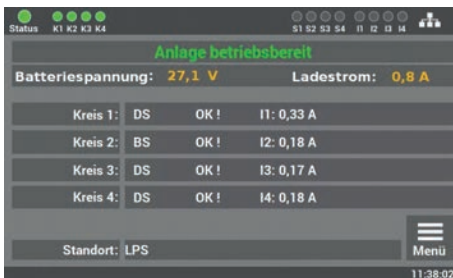 Status K1 K2 K3 K4 S1 S2 S3 S4 I1 I2 I3 I4
Anlage betriebsbereit
Batteriespannung: 27,1 V Ladestrom: 0,8 A
Kreis 1: DS OK! I1: 0,33 A
Kreis 2: BS OK! I2: 0,18 A
Kreis 3: DS OK! I3: 0,17 A
Kreis 4: DS OK! I4: 0,18 A
Standort: LPS Menü
11:38:02